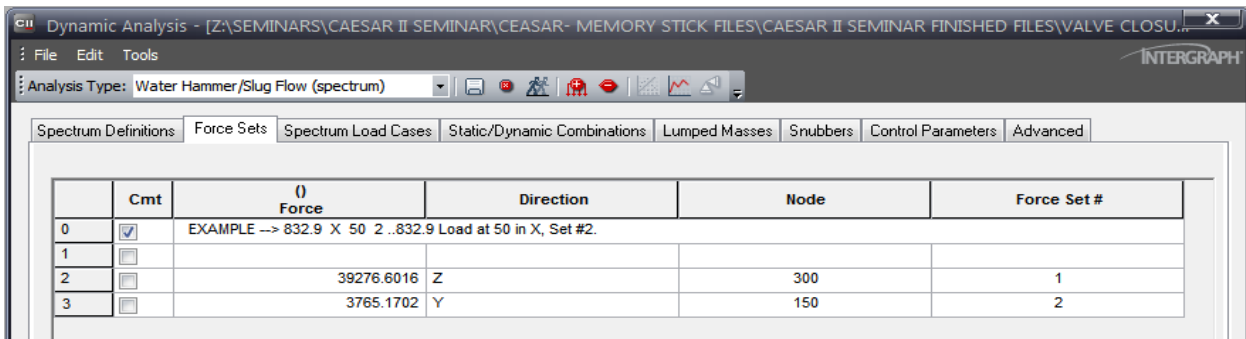 CII Dynamic Analysis - [Z:\SEMINARS\CAESAR II SEMINAR\CEASAR- MEMORY STICK FILES\CAESAR II SEMINAR FINISHED FILES\VALVE CLOSU... x
File Edit Tools
INTERGRAPH
Analysis Type: Water Hammer/Slug Flow (spectrum)
Spectrum Definitions Force Sets Spectrum Load Cases Static/Dynamic Combinations Lumped Masses Snubbers Control Parameters Advanced
Cmt () Force Direction Node Force Set #
0 EXAMPLE --> 832.9 X 50 2 ..832.9 Load at 50 in X, Set #2.
1
2 39276.6016 Z 300 1
3 3765.1702 Y 150 2